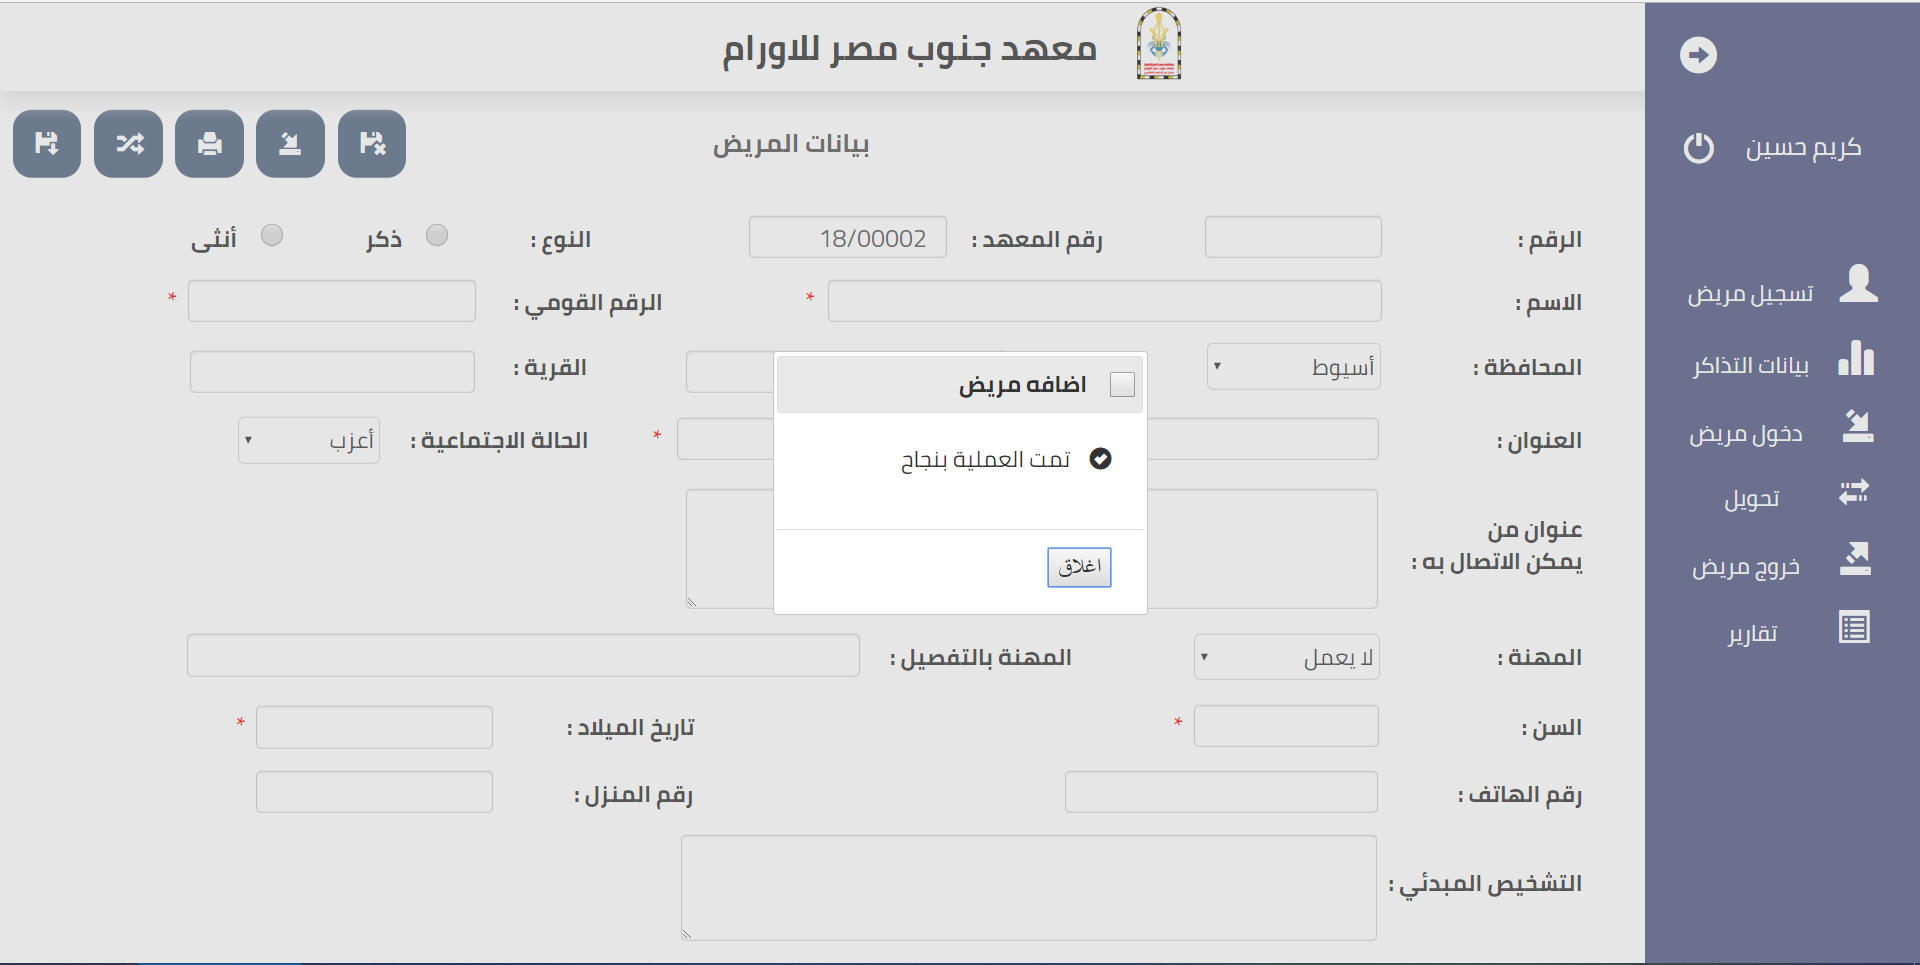 معهد جنوب مصر للاورام
كريم حسين
تسجيل مريض
بيانات التذاكر
دخول مريض
تحويل
خروج مريض
تقارير
بيانات المريض
الرقم :
رقم المعهد : 18/00002
النوع : ذكر أنثى
الاسم : *
الرقم القومي : *
المحافظة : أسيوط
القرية :
العنوان : *
الحالة الاجتماعية : أعزب
عنوان من
يمكن الاتصال به :
اضافه مريض
تمت العملية بنجاح
اغلاق
المهنة : لا يعمل
المهنة بالتفصيل :
السن : *
تاريخ الميلاد : *
رقم الهاتف :
رقم المنزل :
التشخيص المبدئي :